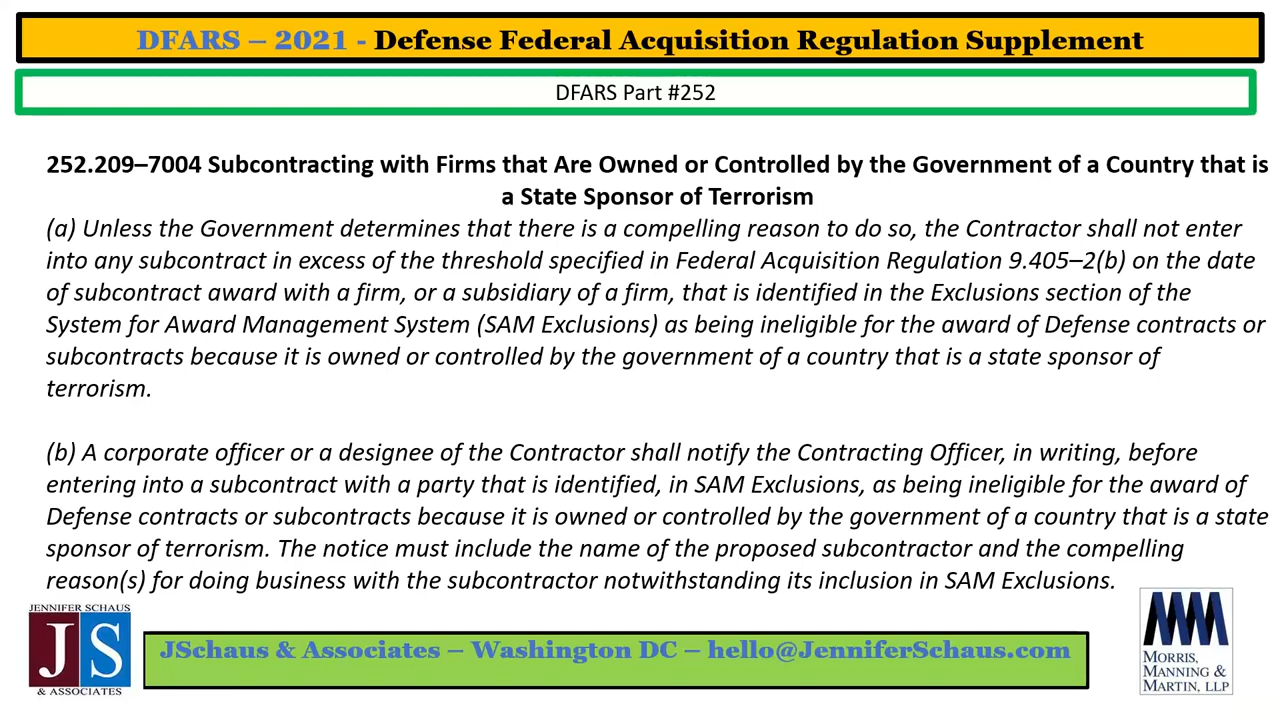 DFARS – 2021 - Defense Federal Acquisition Regulation Supplement
DFARS Part #252
252.209–7004 Subcontracting with Firms that Are Owned or Controlled by the Government of a Country that is
a State Sponsor of Terrorism
(a) Unless the Government determines that there is a compelling reason to do so, the Contractor shall not enter
into any subcontract in excess of the threshold specified in Federal Acquisition Regulation 9.405–2(b) on the date
of subcontract award with a firm, or a subsidiary of a firm, that is identified in the Exclusions section of the
System for Award Management System (SAM Exclusions) as being ineligible for the award of Defense contracts or
subcontracts because it is owned or controlled by the government of a country that is a state sponsor of
terrorism.
(b) A corporate officer or a designee of the Contractor shall notify the Contracting Officer, in writing, before
entering into a subcontract with a party that is identified, in SAM Exclusions, as being ineligible for the award of
Defense contracts or subcontracts because it is owned or controlled by the government of a country that is a state
sponsor of terrorism. The notice must include the name of the proposed subcontractor and the compelling
reason(s) for doing business with the subcontractor notwithstanding its inclusion in SAM Exclusions.
JENNIFER SCHAUS
JS
& ASSOCIATES
JSchaus & Associates – Washington DC – hello@JenniferSchaus.com
MMM
MORRIS,
MANNING &
MARTIN, LLP